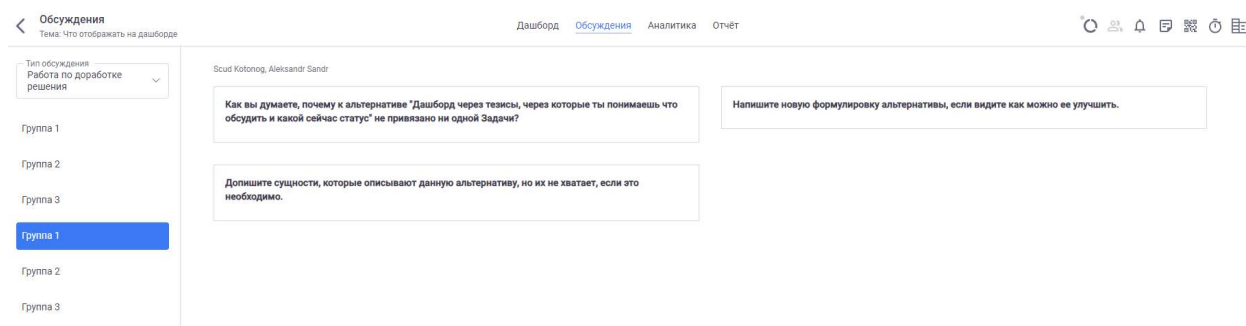 Обсуждения
Тема: Что отображать на дашборде
Дашборд Обсуждения Аналитика Отчёт
Тип обсуждения
Работа по доработке
решения
Группа 1
Группа 2
Группа 3
Группа 1
Группа 2
Группа 3
Scud Kotonog, Aleksandr Sandr
Как вы думаете, почему к альтернативе "Дашборд через тезисы, через которые ты понимаешь что
обсудить и какой сейчас статус" не привязано ни одной Задачи?
Напишите новую формулировку альтернативы, если видите как можно ее улучшить.
Допишите сущности, которые описывают данную альтернативу, но их не хватает, если это
необходимо.